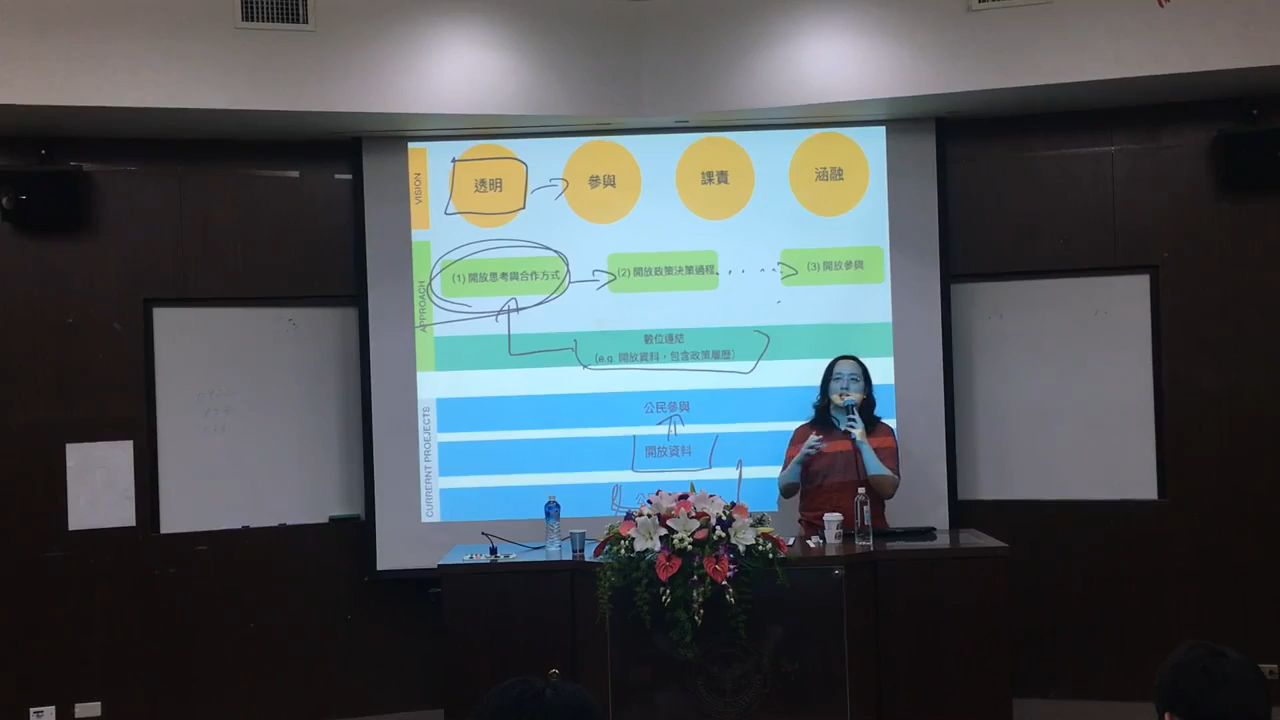 VISION
透明
參與
課責
涵融
APPROACH
(1) 開放思考與合作方式
(2) 開放政策決策過程
(3) 開放參與
數位連結
(e.g. 開放資料，包含政策履歷)
CURRERNT PROEJECTS
公民參與
開放資料
公